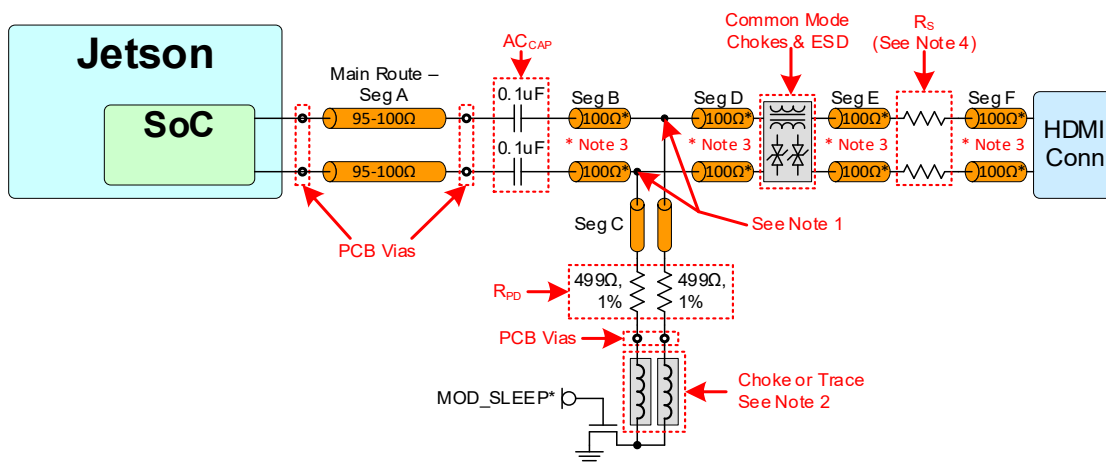 Jetson
SoC
Main Route –
Seg A
95-100Ω
95-100Ω
PCB Vias
AC_CAP
0.1uF
0.1uF
Seg B
100Ω*
* Note 3
100Ω*
Seg D
100Ω*
* Note 3
100Ω*
Common Mode
Chokes & ESD
Seg E
100Ω*
* Note 3
100Ω*
R_S
(See Note 4)
Seg F
100Ω*
* Note 3
100Ω*
HDMI
Conn
See Note 1
Seg C
R_PD
499Ω,
1%
499Ω,
1%
PCB Vias
Choke or Trace
See Note 2
MOD_SLEEP*